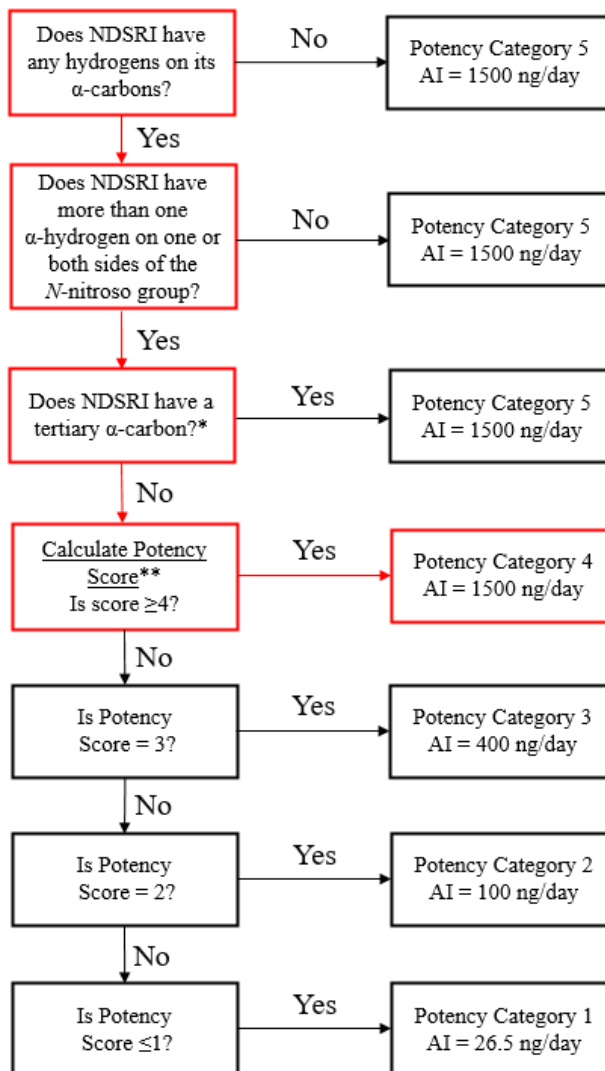 Does NDSRI have
any hydrogens on its
α-carbons?
No
Potency Category 5
AI = 1500 ng/day
Yes
Does NDSRI have
more than one
α-hydrogen on one or
both sides of the
N-nitroso group?
No
Potency Category 5
AI = 1500 ng/day
Yes
Does NDSRI have a
tertiary α-carbon?*
Yes
Potency Category 5
AI = 1500 ng/day
No
Calculate Potency
Score**
Is score ≥4?
Yes
Potency Category 4
AI = 1500 ng/day
No
Is Potency
Score = 3?
Yes
Potency Category 3
AI = 400 ng/day
No
Is Potency
Score = 2?
Yes
Potency Category 2
AI = 100 ng/day
No
Is Potency
Score ≤1?
Yes
Potency Category 1
AI = 26.5 ng/day